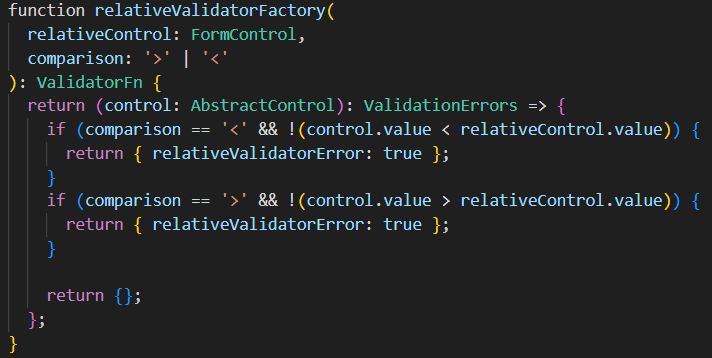 function relativeValidatorFactory(
  relativeControl: FormControl,
  comparison: '>' | '<'
): ValidatorFn {
  return (control: AbstractControl): ValidationErrors => {
    if (comparison == '<' && !(control.value < relativeControl.value)) {
      return { relativeValidatorError: true };
    }
    if (comparison == '>' && !(control.value > relativeControl.value)) {
      return { relativeValidatorError: true };
    }

    return {};
  };
}